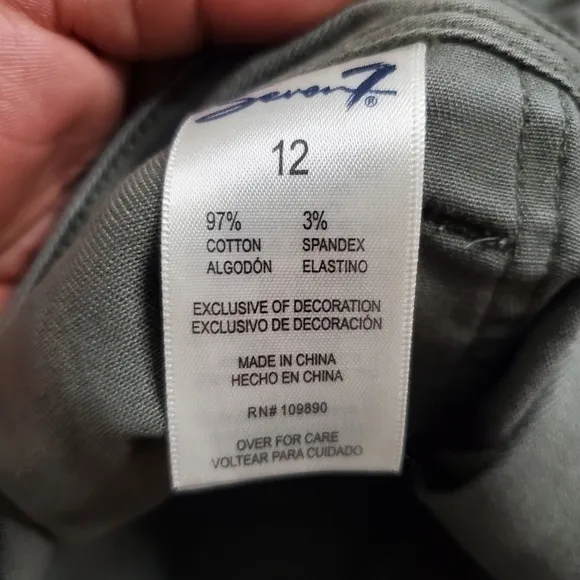 Seven7®
12
97% 3%
COTTON SPANDEX
ALGODÓN ELASTINO
EXCLUSIVE OF DECORATION
EXCLUSIVO DE DECORACIÓN
MADE IN CHINA
HECHO EN CHINA
RN# 109890
OVER FOR CARE
VOLTEAR PARA CUIDADO